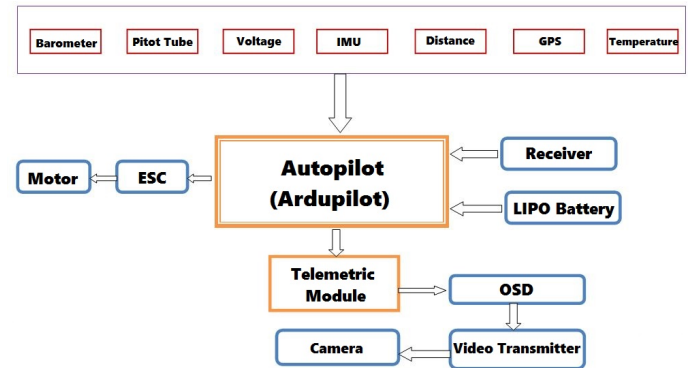 Barometer
Pitot Tube
Voltage
IMU
Distance
GPS
Temperature
Autopilot
(Ardupilot)
Receiver
Motor
ESC
LIPO Battery
Telemetric
Module
OSD
Camera
Video Transmitter